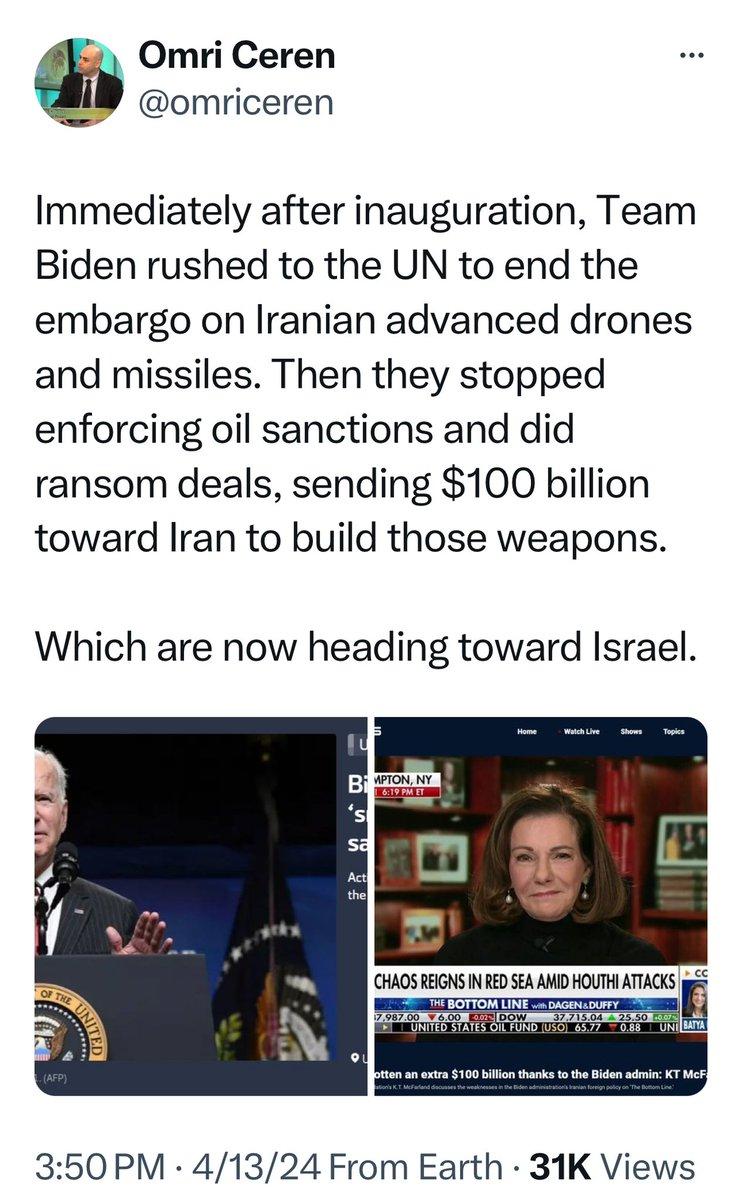 Omri Ceren
@omriceren
Immediately after inauguration, Team
Biden rushed to the UN to end the
embargo on Iranian advanced drones
and missiles. Then they stopped
enforcing oil sanctions and did
ransom deals, sending $100 billion
toward Iran to build those weapons.
Which are now heading toward Israel.
U
Bi
‘s
sa
Act
the
OF THE UNITED
(AFP)
Home Watch Live Shows Topics
MPTON, NY
6:19 PM ET
CHAOS REIGNS IN RED SEA AMID HOUTHI ATTACKS
THE BOTTOM LINE with DAGEN & DUFFY
7,987.00 ▼ 6.00 -0.02% DOW 37,715.04 ▲ 25.50 +0.07%
UNITED STATES OIL FUND (USO) 65.77 ▼ 0.88 UNI
CC
BATYA
otten an extra $100 billion thanks to the Biden admin: KT McF
ation's K.T. McFarland discusses the weaknesses in the Biden administration's Iranian foreign policy on 'The Bottom Line.'
3:50 PM · 4/13/24 From Earth · 31K Views